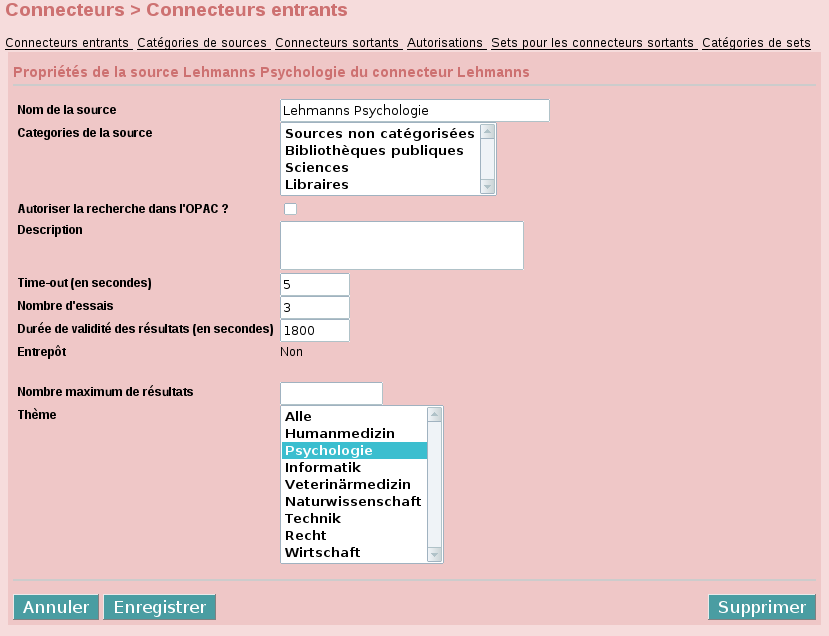 Connecteurs > Connecteurs entrants
Connecteurs entrants Catégories de sources Connecteurs sortants Autorisations Sets pour les connecteurs sortants Catégories de sets
Propriétés de la source Lehmanns Psychologie du connecteur Lehmanns
Nom de la source Lehmanns Psychologie
Categories de la source Sources non catégorisées
Bibliothèques publiques
Sciences
Libraires
Autoriser la recherche dans l'OPAC ?
Description
Time-out (en secondes) 5
Nombre d'essais 3
Durée de validité des résultats (en secondes) 1800
Entrepôt Non
Nombre maximum de résultats
Thème Alle
Humanmedizin
Psychologie
Informatik
Veterinärmedizin
Naturwissenschaft
Technik
Recht
Wirtschaft
Annuler Enregistrer Supprimer